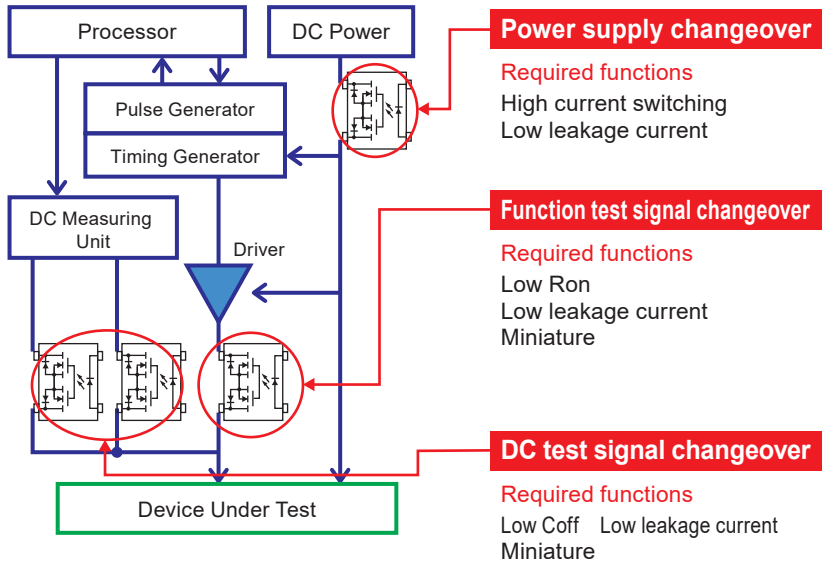 Processor
DC Power
Pulse Generator
Timing Generator
DC Measuring
Unit
Driver
Device Under Test
Power supply changeover
Required functions
High current switching
Low leakage current
Function test signal changeover
Required functions
Low Ron
Low leakage current
Miniature
DC test signal changeover
Required functions
Low Coff Low leakage current
Miniature